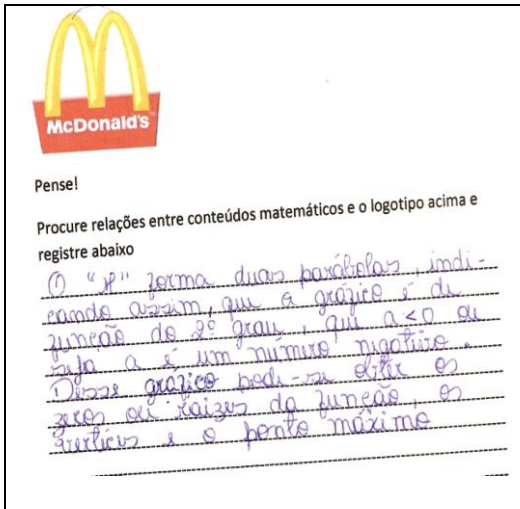 McDonald's
Pense!
Procure relações entre conteúdos matemáticos e o logotipo acima e
registre abaixo
O "M" forma duas parábolas, indi-
cando assim, que o gráfico é de
função do 2º grau, que a<0 ou
seja a é um número negativo.
Desse gráfico pode-se obter os
zeros ou raízes da função, os
vértices e o ponto máximo